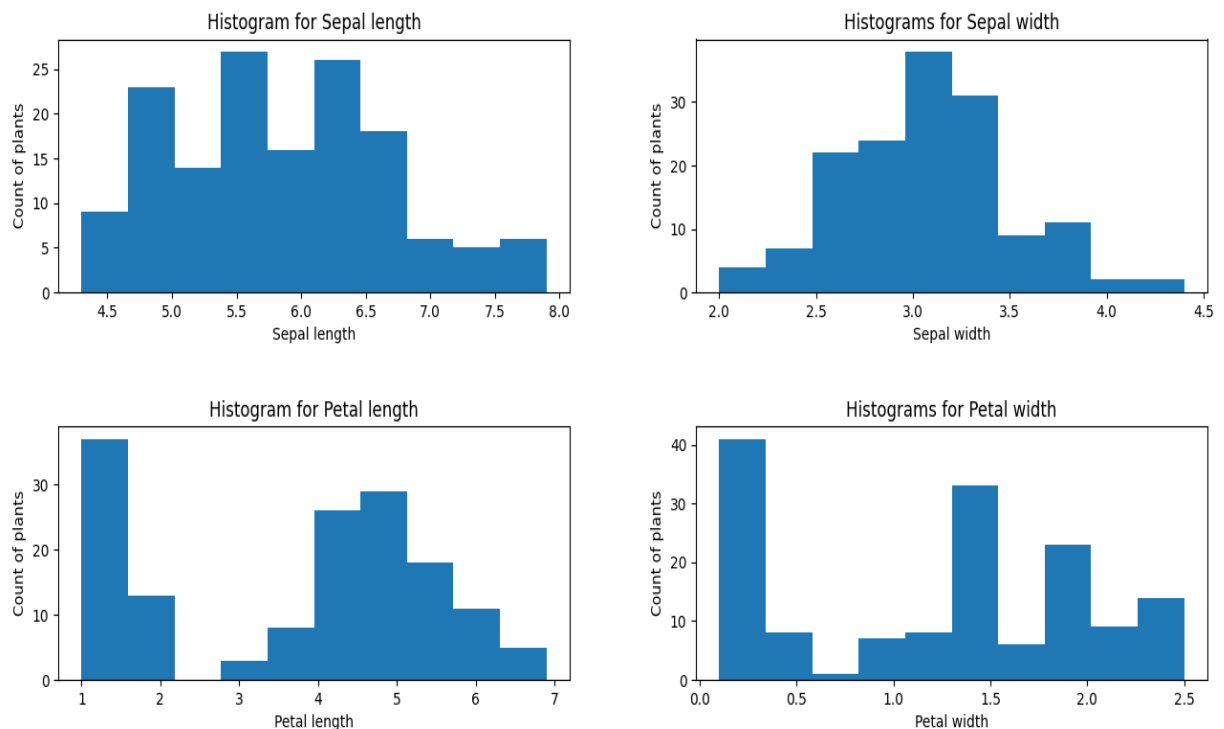 Histogram for Sepal length
25
20
15
10
5
0
Count of plants
4.5 5.0 5.5 6.0 6.5 7.0 7.5 8.0
Sepal length
Histograms for Sepal width
30
20
10
0
Count of plants
2.0 2.5 3.0 3.5 4.0 4.5
Sepal width
Histogram for Petal length
30
20
10
0
Count of plants
1 2 3 4 5 6 7
Petal length
Histograms for Petal width
40
30
20
10
0
Count of plants
0.0 0.5 1.0 1.5 2.0 2.5
Petal width